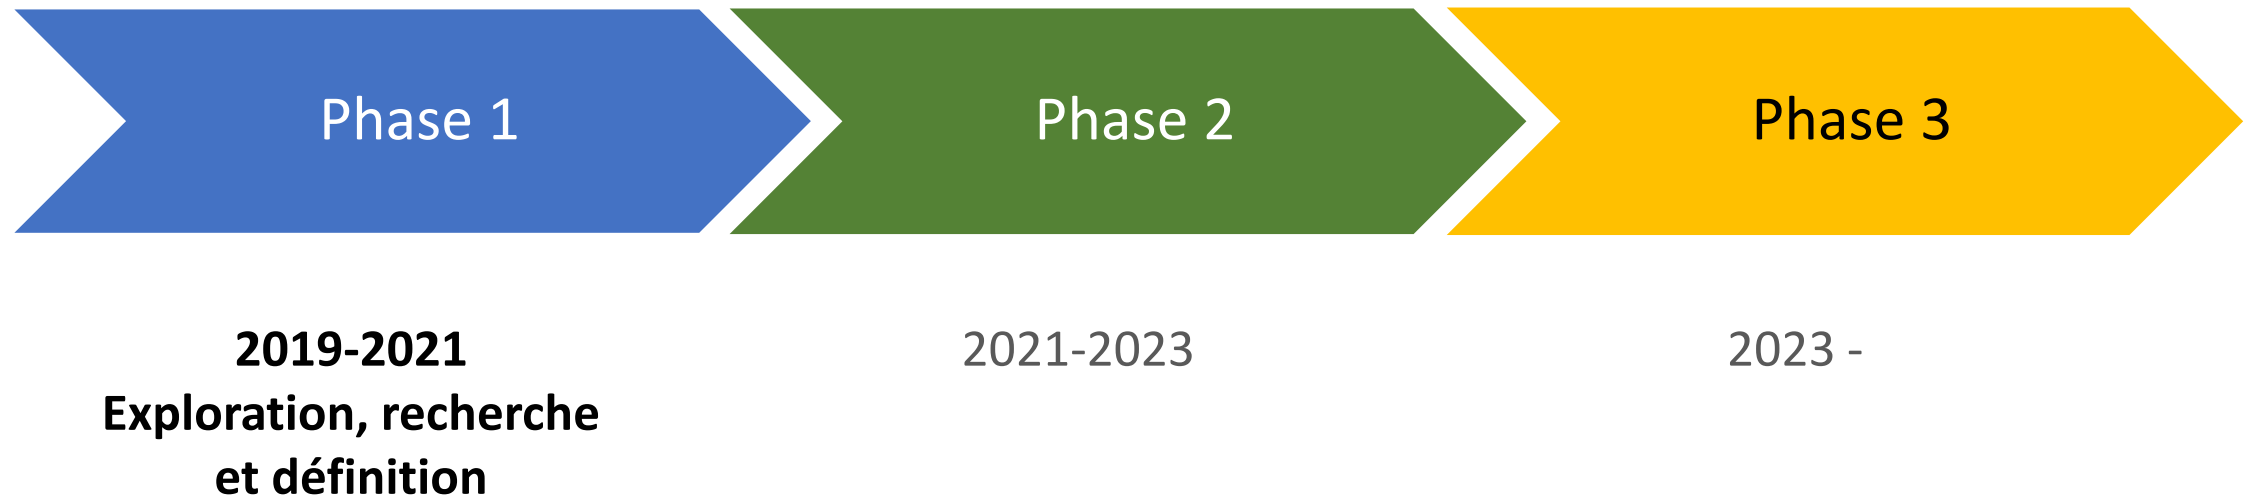 Phase 1
Phase 2
Phase 3
2019-2021
Exploration, recherche
et définition
2021-2023
2023 -